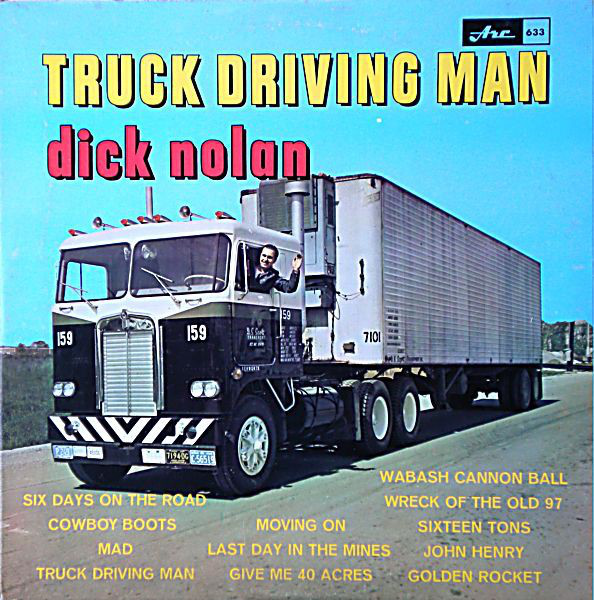 Arc 633
TRUCK DRIVING MAN
dick nolan
159
159
159
7101
71940G
WABASH CANNON BALL
SIX DAYS ON THE ROAD
WRECK OF THE OLD 97
COWBOY BOOTS
MOVING ON
SIXTEEN TONS
MAD
LAST DAY IN THE MINES
JOHN HENRY
TRUCK DRIVING MAN
GIVE ME 40 ACRES
GOLDEN ROCKET